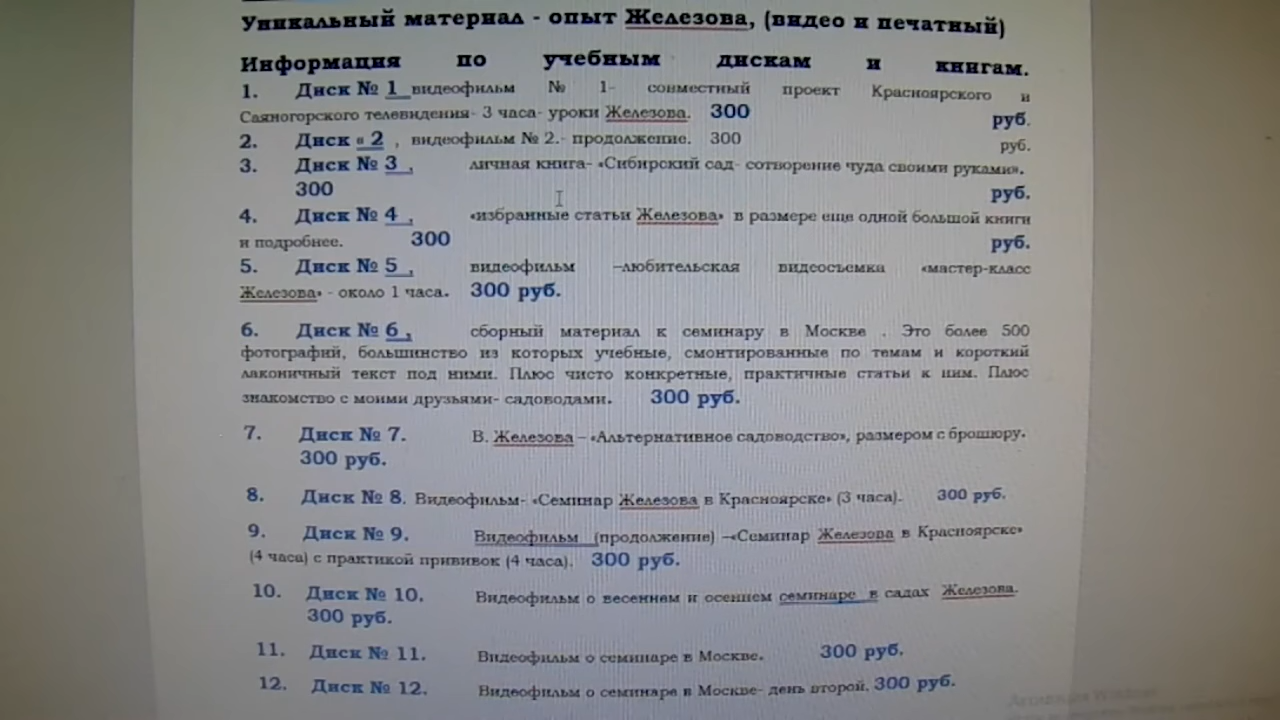 Уникальный материал - опыт Железова, (видео и печатный)
Информация по учебным дискам и книгам.
1. Диск № 1 видеофильм № 1- совместный проект Красноярского и
Саяногорского телевидения- 3 часа- уроки Железова. 300 руб.
2. Диск « 2 , видеофильм № 2.- продолжение. 300 руб.
3. Диск № 3 , личная книга- «Сибирский сад- сотворение чуда своими руками».
300 руб.
4. Диск № 4 , «избранные статьи Железова» в размере еще одной большой книги
и подробнее. 300 руб.
5. Диск № 5 , видеофильм –любительская видеосъемка «мастер-класс
Железова» - около 1 часа. 300 руб.
6. Диск № 6 , сборный материал к семинару в Москве . Это более 500
фотографий, большинство из которых учебные, смонтированные по темам и короткий
лаконичный текст под ними. Плюс чисто конкретные, практичные статьи к ним. Плюс
знакомство с моими друзьями- садоводами. 300 руб.
7. Диск № 7. В. Железова – «Альтернативное садоводство», размером с брошюру.
300 руб.
8. Диск № 8. Видеофильм- «Семинар Железова в Красноярске» (3 часа). 300 руб.
9. Диск № 9. Видеофильм (продолжение) –«Семинар Железова в Красноярске»
(4 часа) с практикой прививок (4 часа). 300 руб.
10. Диск № 10. Видеофильм о весеннем и осеннем семинаре в садах Железова.
300 руб.
11. Диск № 11. Видеофильм о семинаре в Москве. 300 руб.
12. Диск № 12. Видеофильм о семинаре в Москве- день второй. 300 руб.
Активация Windows